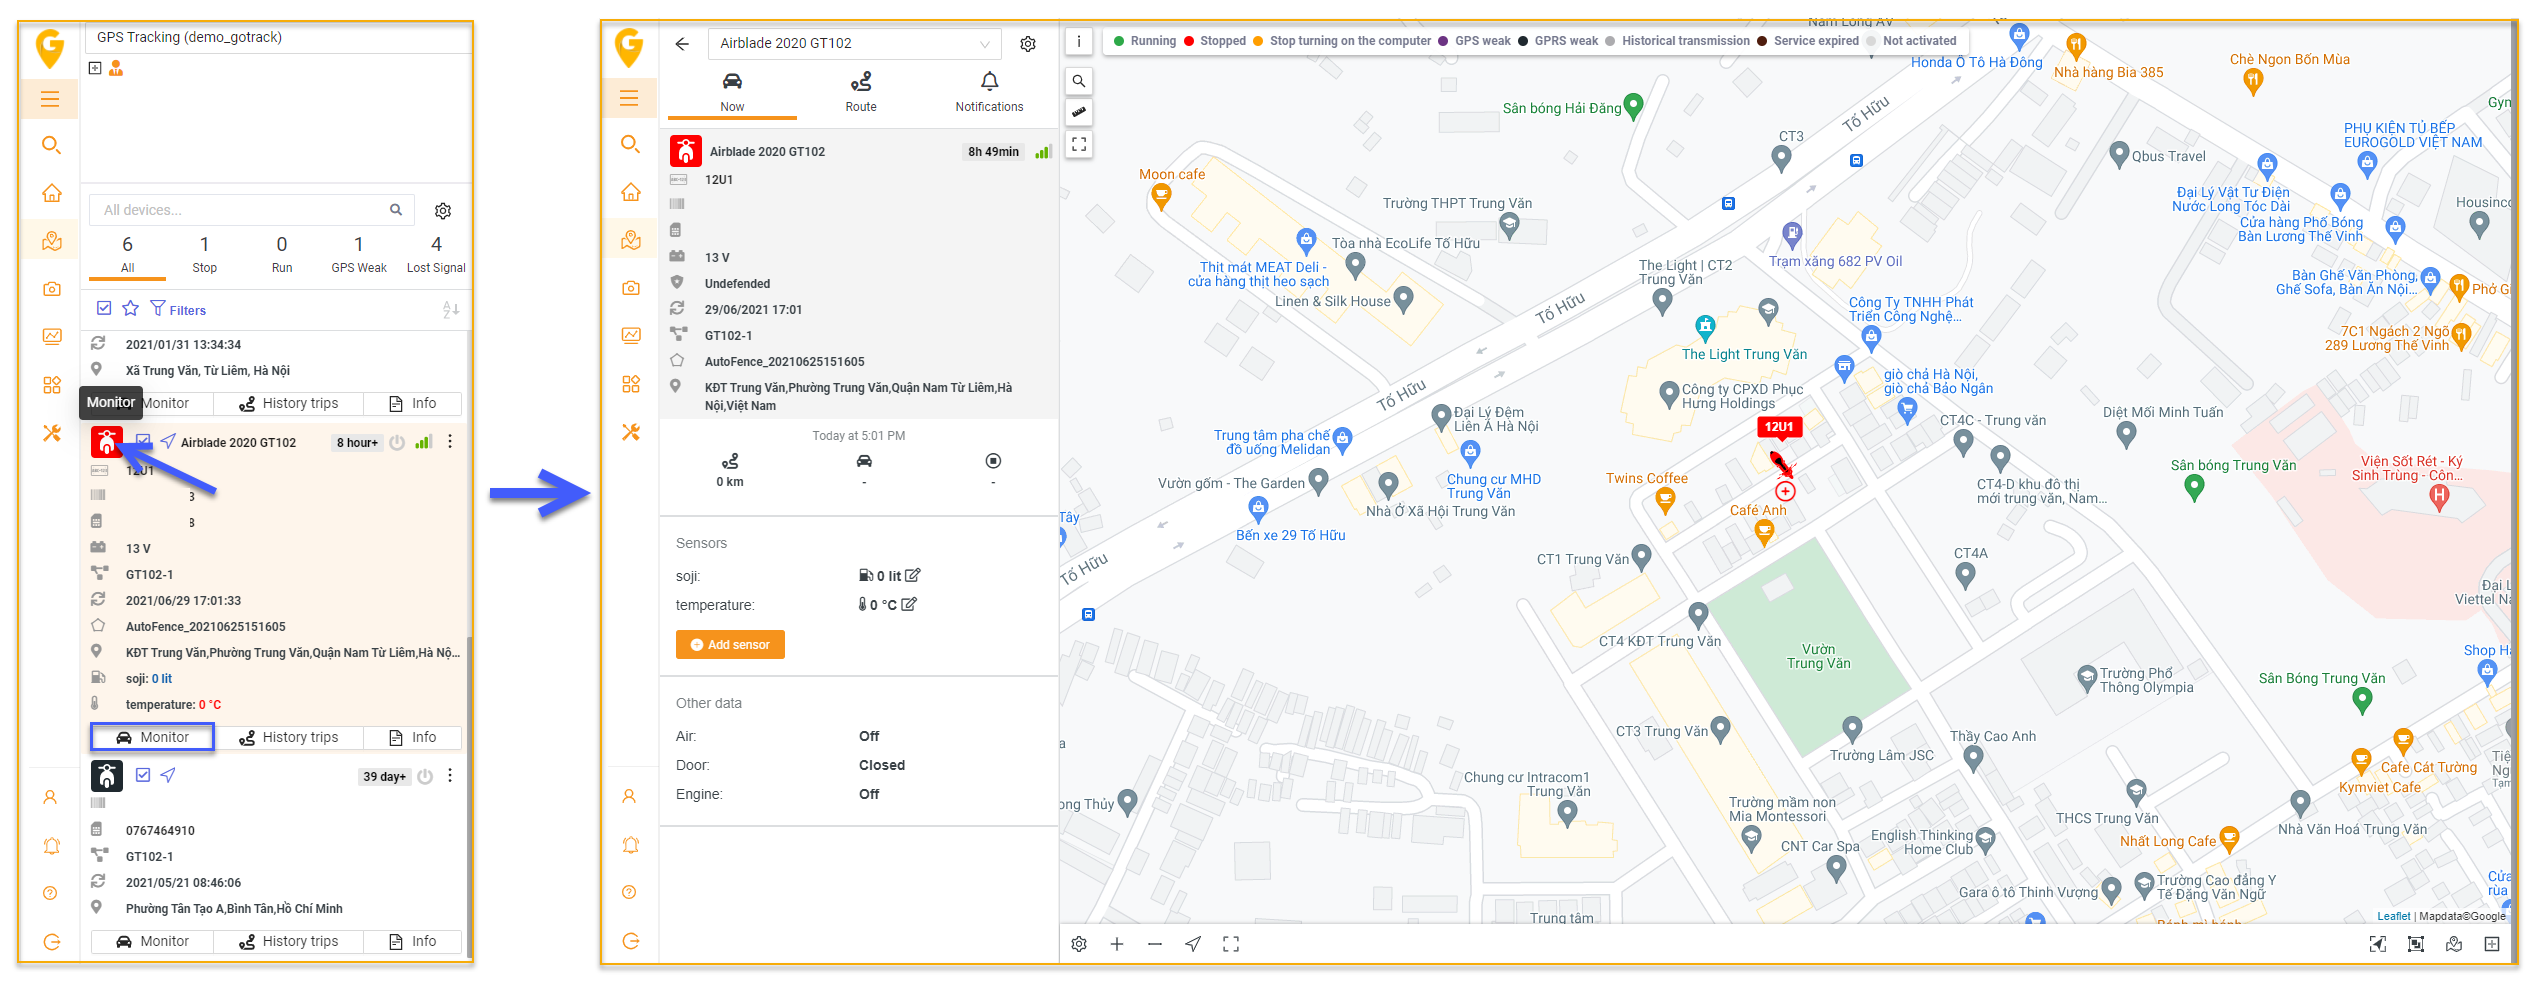 GPS Tracking (demo_gotrack)
All devices...
6 1 0 1 4
All Stop Run GPS Weak Lost Signal
Filters
2021/01/31 13:34:34
Xã Trung Văn, Từ Liêm, Hà Nội
Monitor
Monitor History trips Info
Airblade 2020 GT102 8 hour+
12U1
13 V
GT102-1
2021/06/29 17:01:33
AutoFence_20210625151605
KĐT Trung Văn,Phường Trung Văn,Quận Nam Từ Liêm,Hà Nộ...
soji: 0 lit
temperature: 0 °C
Monitor History trips Info
39 day+
0767464910
GT102-1
2021/05/21 08:46:06
Phường Tân Tạo A,Bình Tân,Hồ Chí Minh
Monitor History trips Info
Airblade 2020 GT102
Now Route Notifications
Airblade 2020 GT102 8h 49min
12U1
13 V
Undefended
29/06/2021 17:01
GT102-1
AutoFence_20210625151605
KĐT Trung Văn,Phường Trung Văn,Quận Nam Từ Liêm,Hà
Nội,Việt Nam
Today at 5:01 PM
0 km - -
Sensors
soji: 0 lit
temperature: 0 °C
Add sensor
Other data
Air: Off
Door: Closed
Engine: Off
i
Running Stopped Stop turning on the computer GPS weak GPRS weak Historical transmission Service expired Not activated
Nam Long AV
Honda Ô Tô Hà Đông
Nhà hàng Bia 385
Chè Ngon Bốn Mùa
Sân bóng Hải Đăng
Tố Hữu
Gym
CT3
PHỤ KIỆN TỦ BẾP
EUROGOLD VIỆT NAM
Qbus Travel
Moon cafe
Đại Lý Vật Tư Điện
Nước Long Tóc Dài
Trường THPT Trung Văn
Housinco
Cửa hàng Phố Bóng
Bàn Lương Thế Vinh
Tòa nhà EcoLife Tố Hữu
Trạm xăng 682 PV Oil
Thịt mát MEAT Deli -
cửa hàng thịt heo sạch
The Light | CT2
Trung Văn
Bàn Ghế Văn Phòng,
Ghế Sofa, Bàn Ăn Nội...
Phở G
Linen & Silk House
Tố Hữu
Công Ty TNHH Phát
Triển Công Nghệ...
7C1 Ngách 2 Ngõ
289 Lương Thế Vinh
The Light Trung Văn
giò chả Hà Nội,
giò chả Bảo Ngân
Công ty CPXD Phục
Hưng Holdings
Tố Hữu
Đại Lý Đệm
Liên Á Hà Nội
12U1
CT4C - Trung văn
Diệt Mối Minh Tuấn
Trung tâm pha chế
đồ uống Melidan
Viện Sốt Rét - Ký
Sinh Trùng - Côn...
Sân bóng Trung Văn
Vườn gốm - The Garden
Chung cư MHD
Trung Văn
Twins Coffee
CT4-D khu đô thị
mới trung văn, Nam...
Nhà Ở Xã Hội Trung Văn
Café Anh
Tây
Bến xe 29 Tố Hữu
CT1 Trung Văn
CT4A
Tố Hữu
Đại L
Viettel Na
CT4 KĐT Trung Văn
Vườn
Trung Văn
Shop Hà
Trường Phổ
Thông Olympia
Sân Bóng Trung Văn
CT3 Trung Văn
Thầy Cao Anh
Trường Lâm JSC
Cafe Cát Tường
Chung cư Intracom1
Trung Văn
Kymviet Cafe
ong Thủy
Trường mầm non
Mia Montessori
THCS Trung Văn
Nhà Văn Hoá Trung Văn
English Thinking
Home Club
Nhất Long Cafe
CNT Car Spa
Gara ô tô Thinh Vượng
Trường Cao đẳng Y
Tế Đặng Văn Ngữ
Cửa
rùa
Trung tâm
Bánh mì bánh
Leaflet | Mapdata©Google